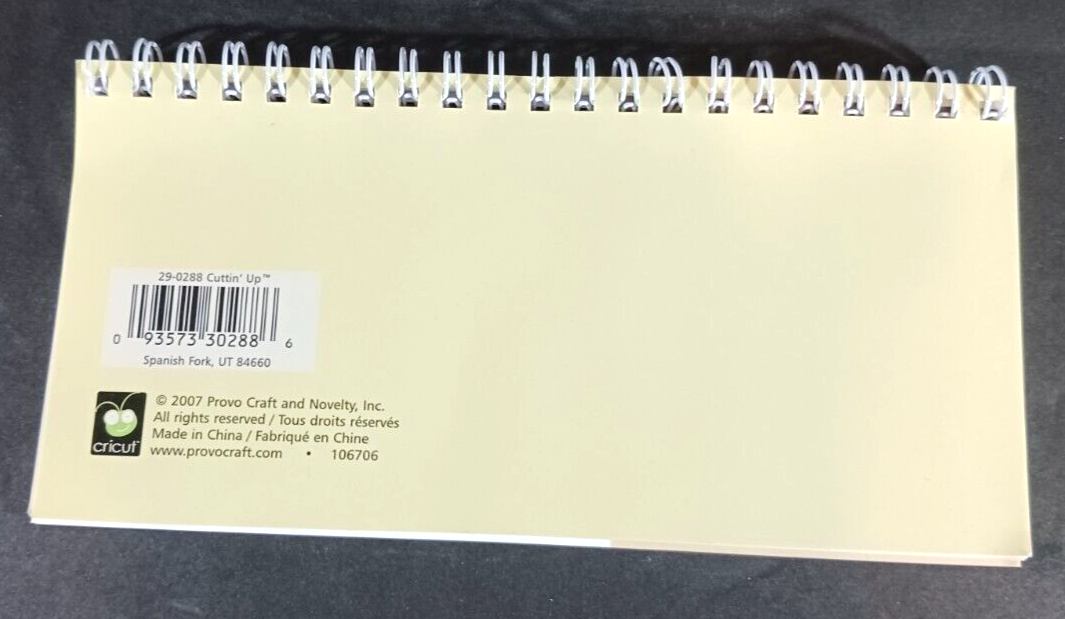 29-0288 Cuttin' Up™
0 93573 30288 6
Spanish Fork, UT 84660
© 2007 Provo Craft and Novelty, Inc.
All rights reserved / Tous droits réservés
Made in China / Fabriqué en Chine
www.provocraft.com • 106706
cricut